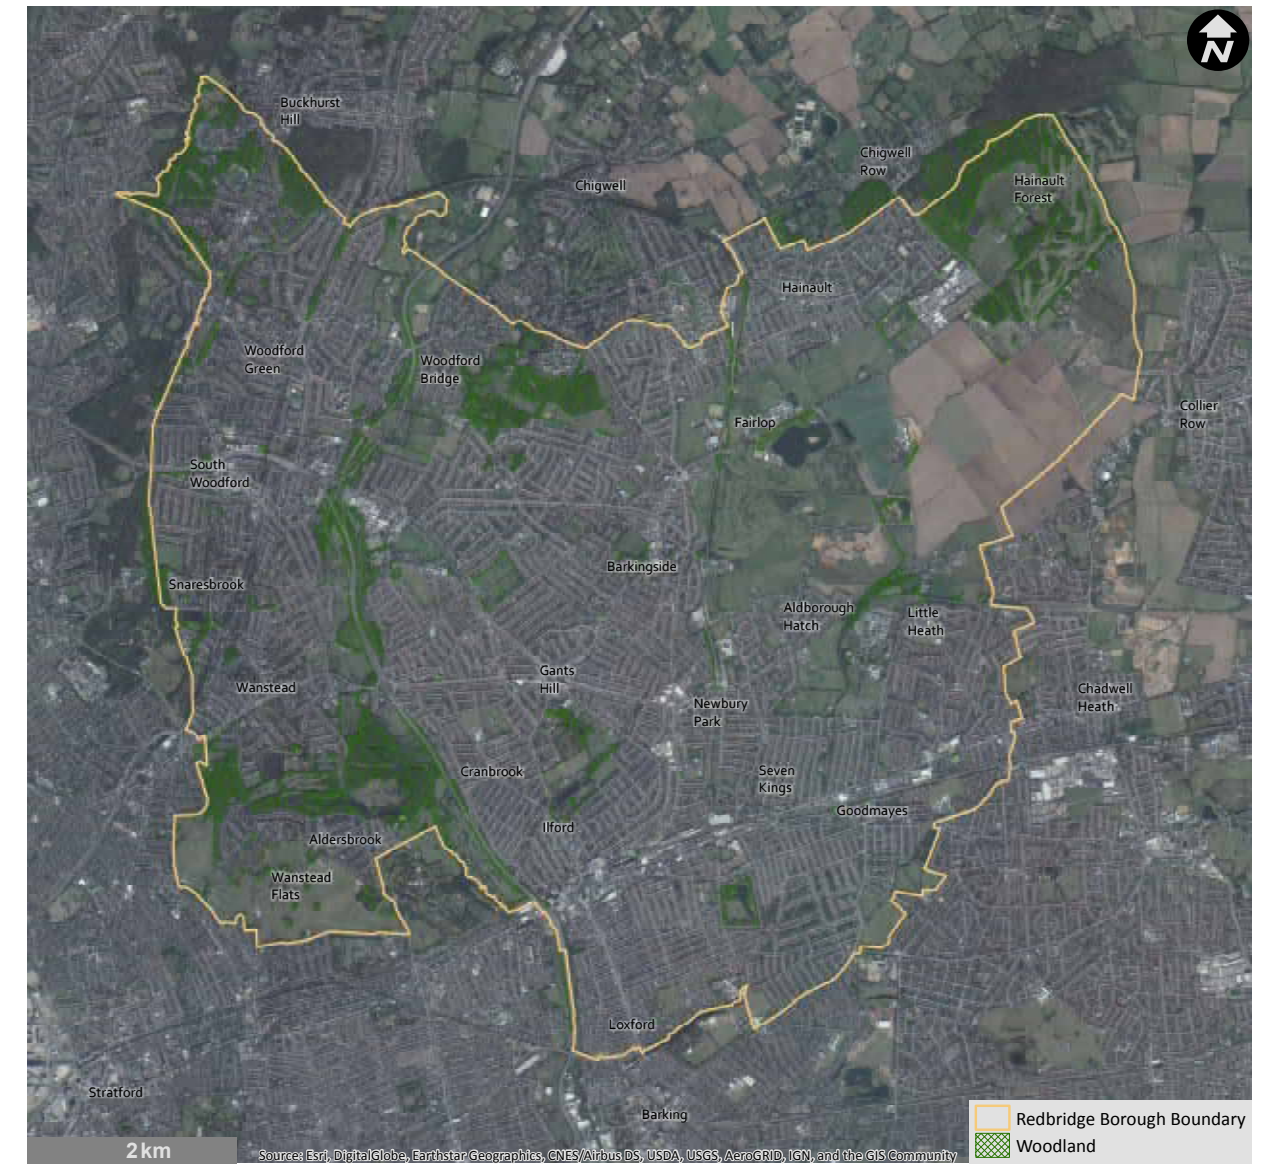 N
Buckhurst
Hill
Chigwell
Row
Chigwell
Hainault
Forest
Hainault
Woodford
Green
Woodford
Bridge
Collier
Row
Fairlop
South
Woodford
Barkingside
Snaresbrook
Aldborough
Hatch
Little
Heath
Gants
Hill
Wanstead
Chadwell
Heath
Newbury
Park
Cranbrook
Seven
Kings
Goodmayes
Ilford
Aldersbrook
Wanstead
Flats
Loxford
Stratford
Barking
Redbridge Borough Boundary
Woodland
2 km
Source: Esri, DigitalGlobe, Earthstar Geographics, CNES/Airbus DS, USDA, USGS, AeroGRID, IGN, and the GIS Community